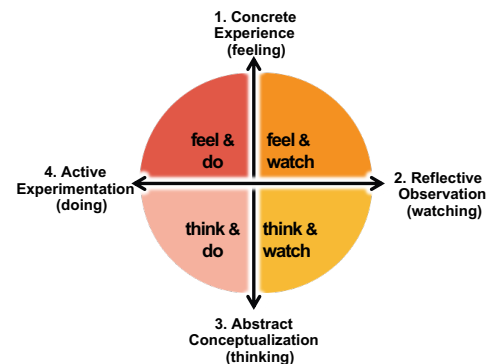 1. Concrete
Experience
(feeling)
feel &
do
feel &
watch
4. Active
Experimentation
(doing)
2. Reflective
Observation
(watching)
think &
do
think &
watch
3. Abstract
Conceptualization
(thinking)